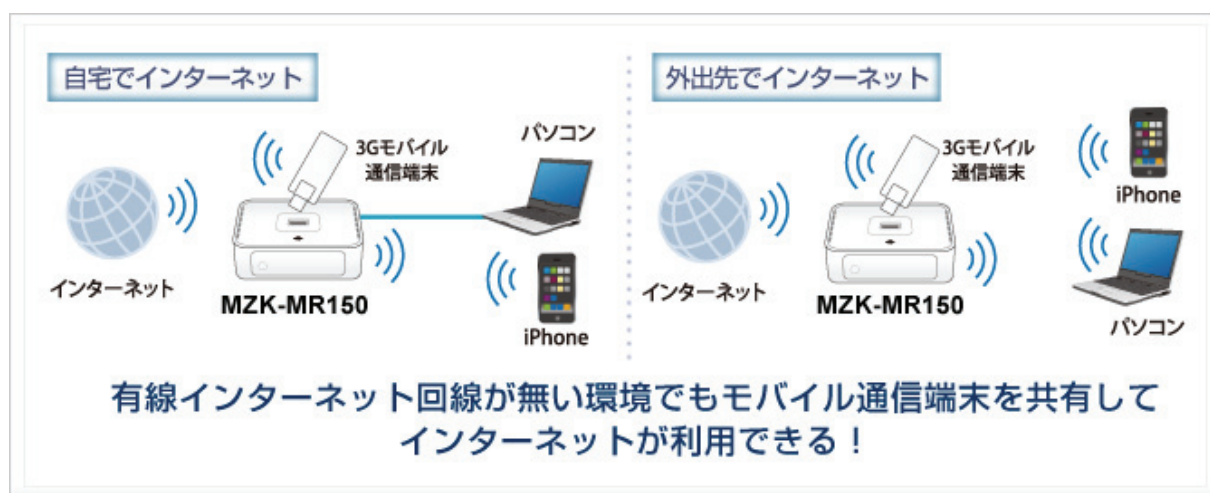 自宅でインターネット
3Gモバイル
通信端末
パソコン
インターネット
MZK-MR150
iPhone
外出先でインターネット
3Gモバイル
通信端末
iPhone
インターネット
MZK-MR150
パソコン
有線インターネット回線が無い環境でもモバイル通信端末を共有して
インターネットが利用できる！